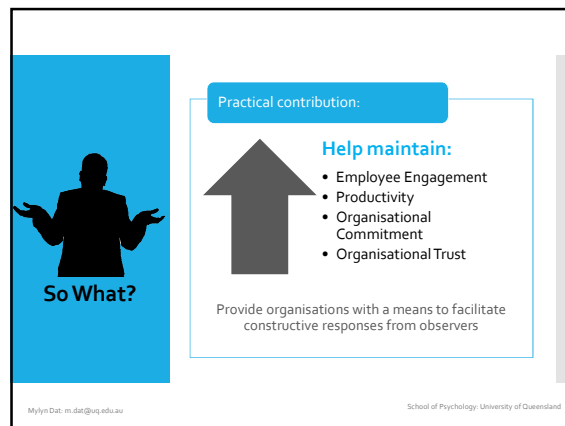 Practical contribution:
Help maintain:
• Employee Engagement
• Productivity
• Organisational
Commitment
• Organisational Trust
So What?
Provide organisations with a means to facilitate
constructive responses from observers
Mylyn Dat: m.dat@uq.edu.au
School of Psychology: University of Queensland